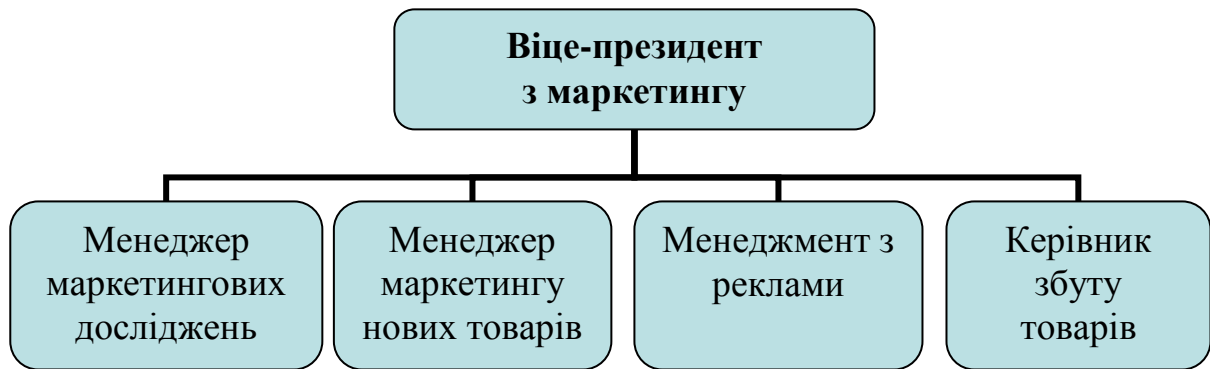 Віце-президент
з маркетингу
Менеджер
маркетингових
досліджень
Менеджер
маркетингу
нових товарів
Менеджмент з
реклами
Керівник
збуту
товарів